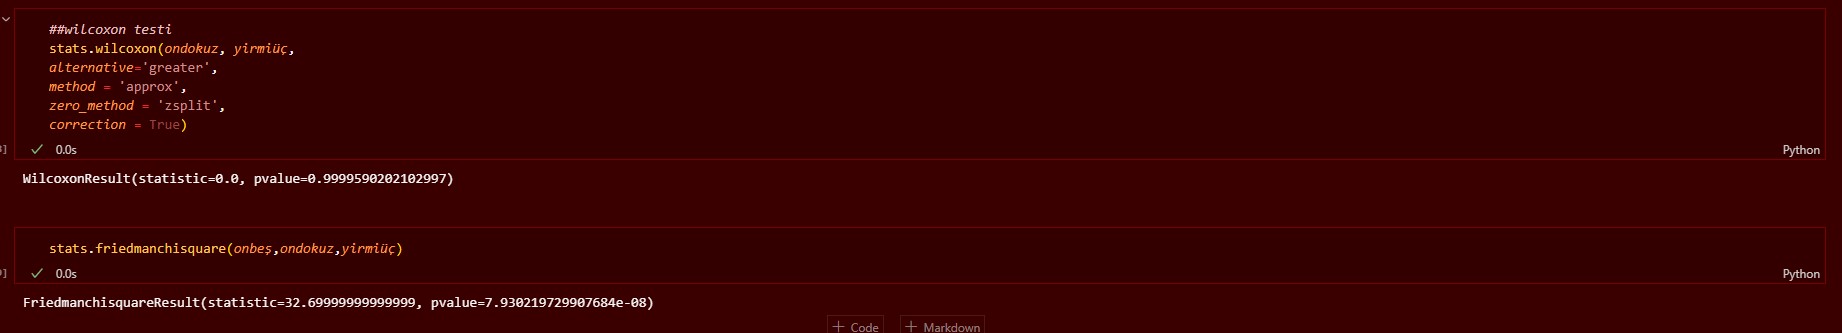 ##wilcoxon testi
stats.wilcoxon(ondokuz, yirmiüç,
alternative='greater',
method = 'approx',
zero_method = 'zsplit',
correction = True)
0.0s
Python
WilcoxonResult(statistic=0.0, pvalue=0.9999590202102997)
stats.friedmanchisquare(onbeş,ondokuz,yirmiüç)
0.0s
Python
FriedmanchisquareResult(statistic=32.69999999999999, pvalue=7.930219729907684e-08)
+ Code + Markdown